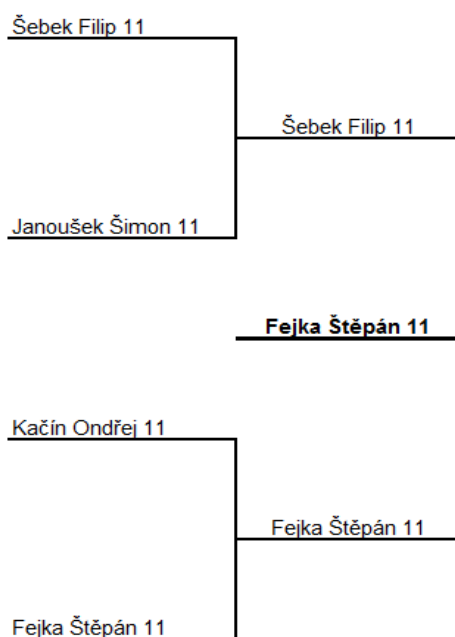 Šebek Filip 11
Šebek Filip 11
Janoušek Šimon 11
Fejka Štěpán 11
Kačín Ondřej 11
Fejka Štěpán 11
Fejka Štěpán 11